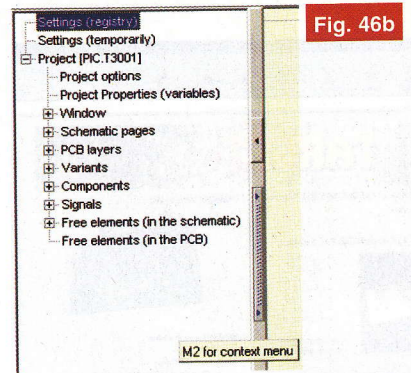 Fig. 46b
Settings (registry)
Settings (temporarily)
Project [PIC.T3001]
Project options
Project Properties (variables)
Window
Schematic pages
PCB layers
Variants
Components
Signals
Free elements (in the schematic)
Free elements (in the PCB)
M2 for context menu